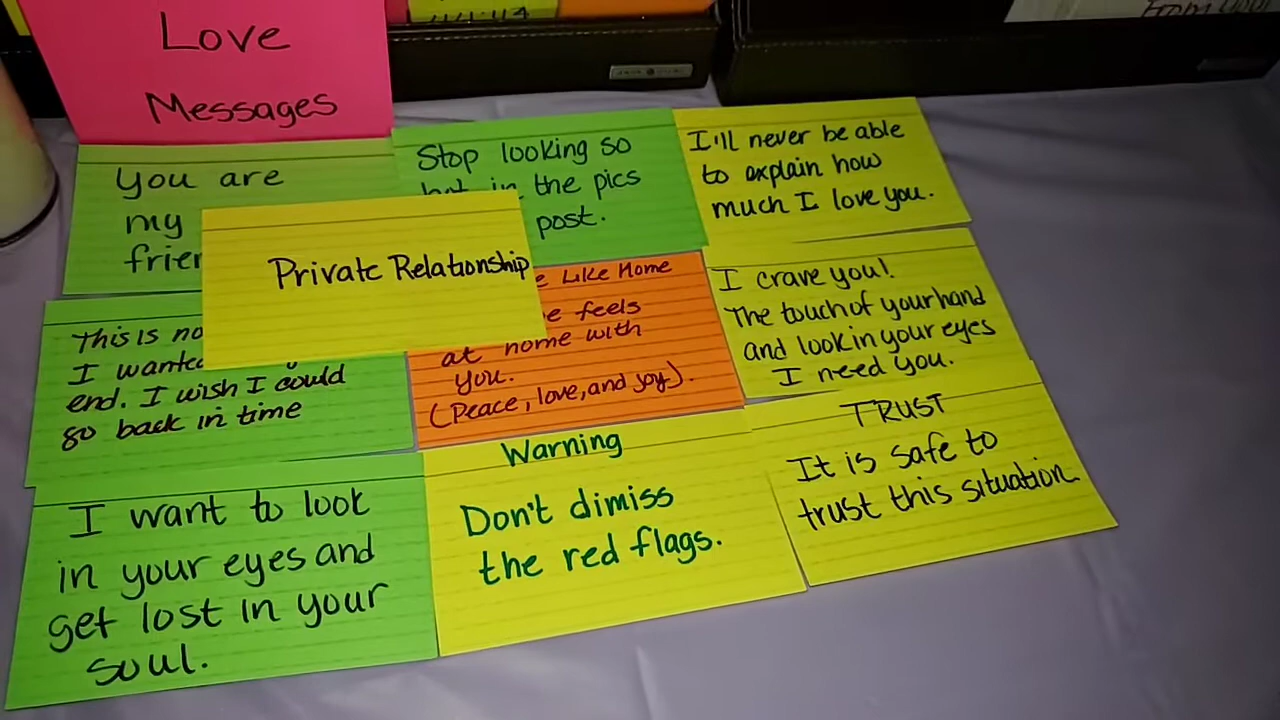 Love
Messages
You are
my
Stop looking so
in the pics
post.
I'll never be able
to explain how
much I love you.
Private Relationship
This is
I wanted
end. I wish I could
go back in time
Like Home
feels
at home with
you.
(Peace, love, and joy).
I crave you!
The touch of your hand
and look in your eyes
I need you.
I want to look
in your eyes and
get lost in your
soul.
Warning
Don't dimiss
the red flags.
TRUST
It is safe to
trust this situation.